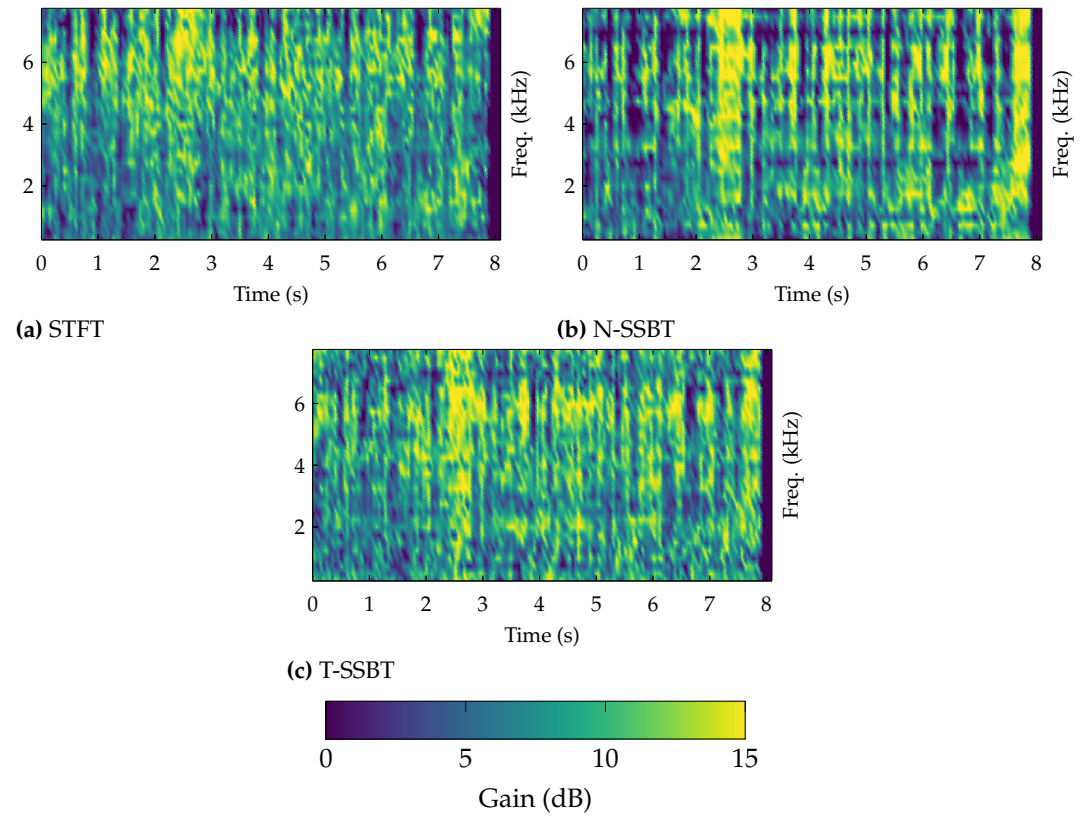 6
4
2
Freq. (kHz)
0 1 2 3 4 5 6 7 8
Time (s)
(a) STFT
6
4
2
Freq. (kHz)
0 1 2 3 4 5 6 7 8
Time (s)
(b) N-SSBT
6
4
2
Freq. (kHz)
0 1 2 3 4 5 6 7 8
Time (s)
(c) T-SSBT
0 5 10 15
Gain (dB)